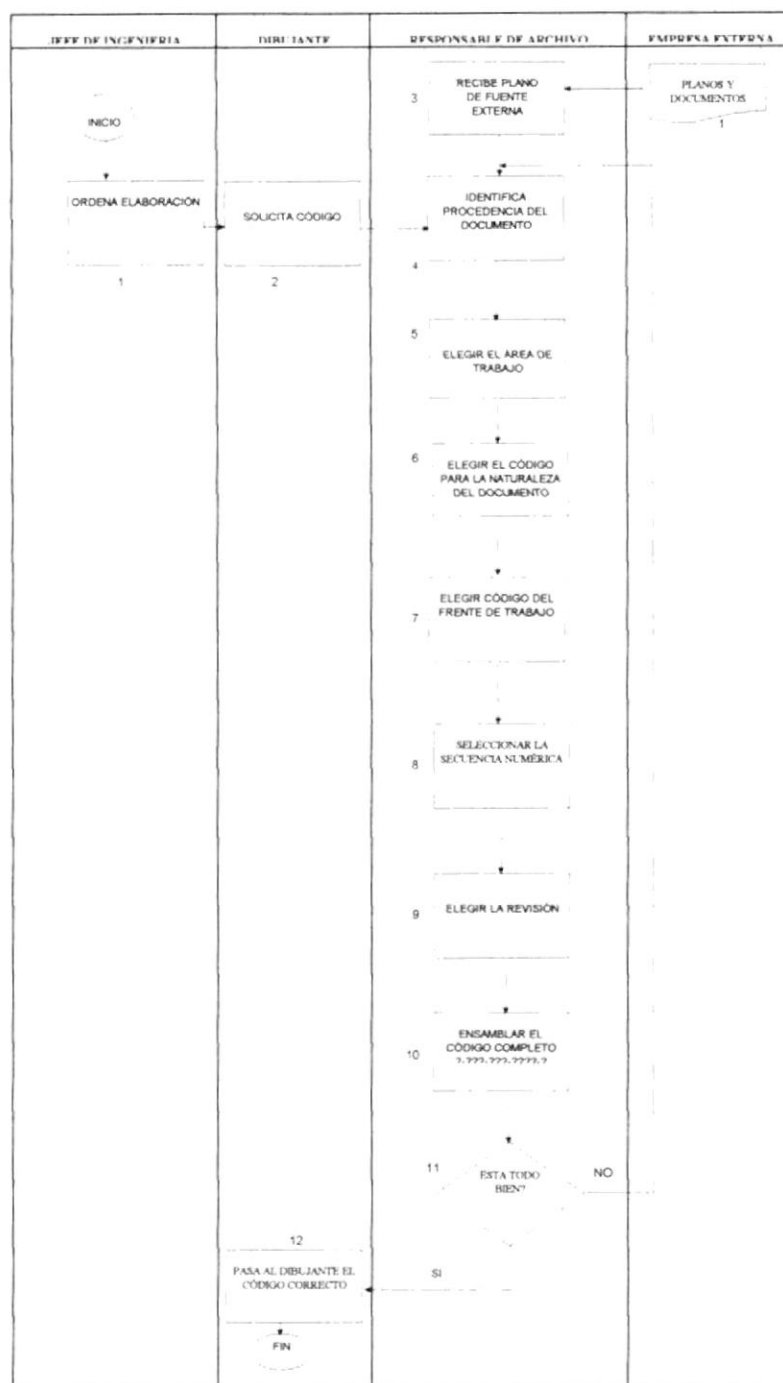 JEFE DE INGENIERIA
DIBUJANTE
RESPONSABLE DE ARCHIVO
EMPRESA EXTERNA
INICIO
3
RECIBE PLANO
DE FUENTE
EXTERNA
PLANOS Y
DOCUMENTOS
1
ORDENA ELABORACIÓN
1
SOLICITA CÓDIGO
2
IDENTIFICA
PROCEDENCIA DEL
DOCUMENTO
4
5
ELEGIR EL ÁREA DE
TRABAJO
6
ELEGIR EL CÓDIGO
PARA LA NATURALEZA
DEL DOCUMENTO
7
ELEGIR CÓDIGO DEL
FRENTE DE TRABAJO
8
SELECCIONAR LA
SECUENCIA NUMÉRICA
9
ELEGIR LA REVISIÓN
10
ENSAMBLAR EL
CÓDIGO COMPLETO
?-???-???-????-?
11
ESTA TODO
BIEN?
NO
SI
12
PASA AL DIBUJANTE EL
CÓDIGO CORRECTO
FIN